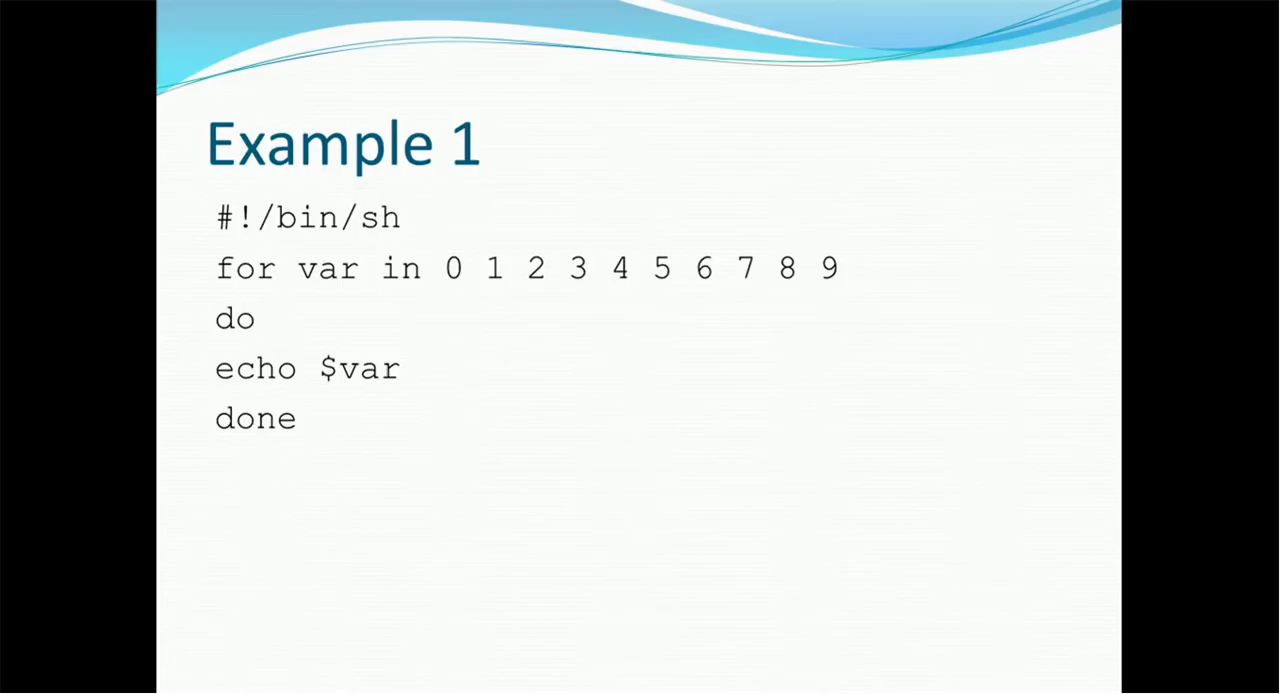 Example 1
#!/bin/sh
for var in 0 1 2 3 4 5 6 7 8 9
do
echo $var
done